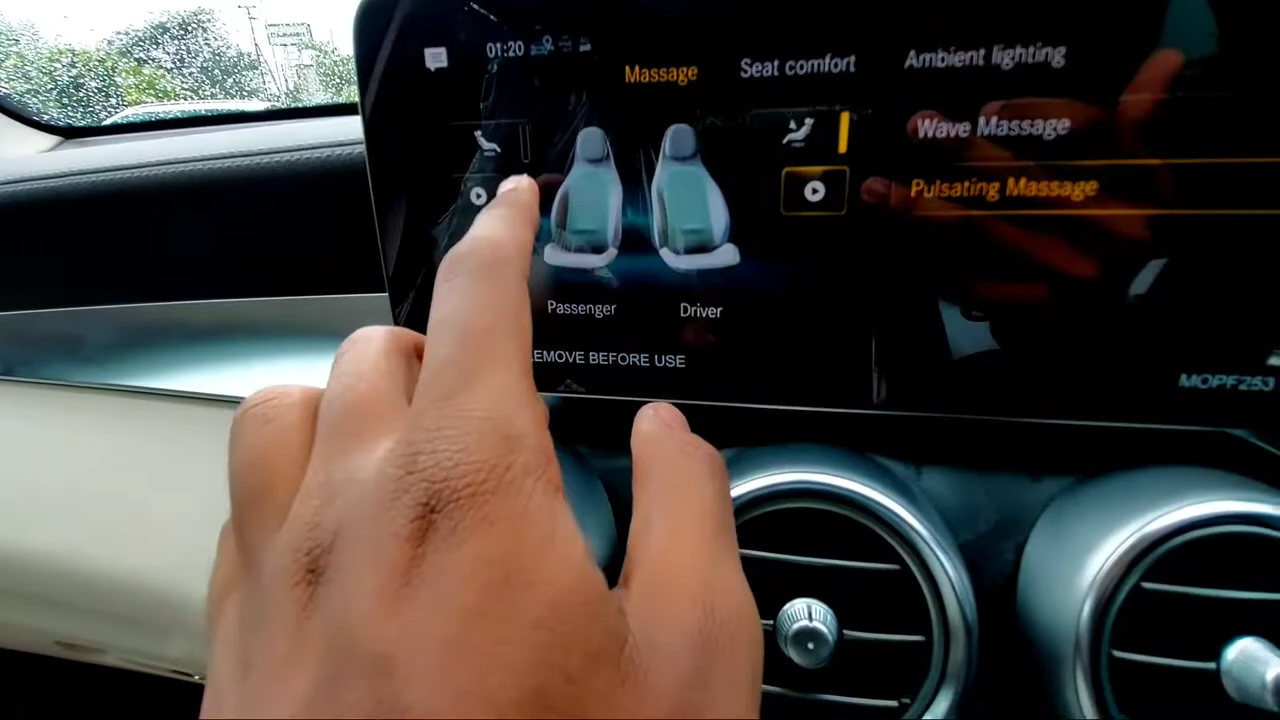 01:20
Massage
Seat comfort
Ambient lighting
Wave Massage
Pulsating Massage
Passenger
Driver
EMOVE BEFORE USE
MOPF253